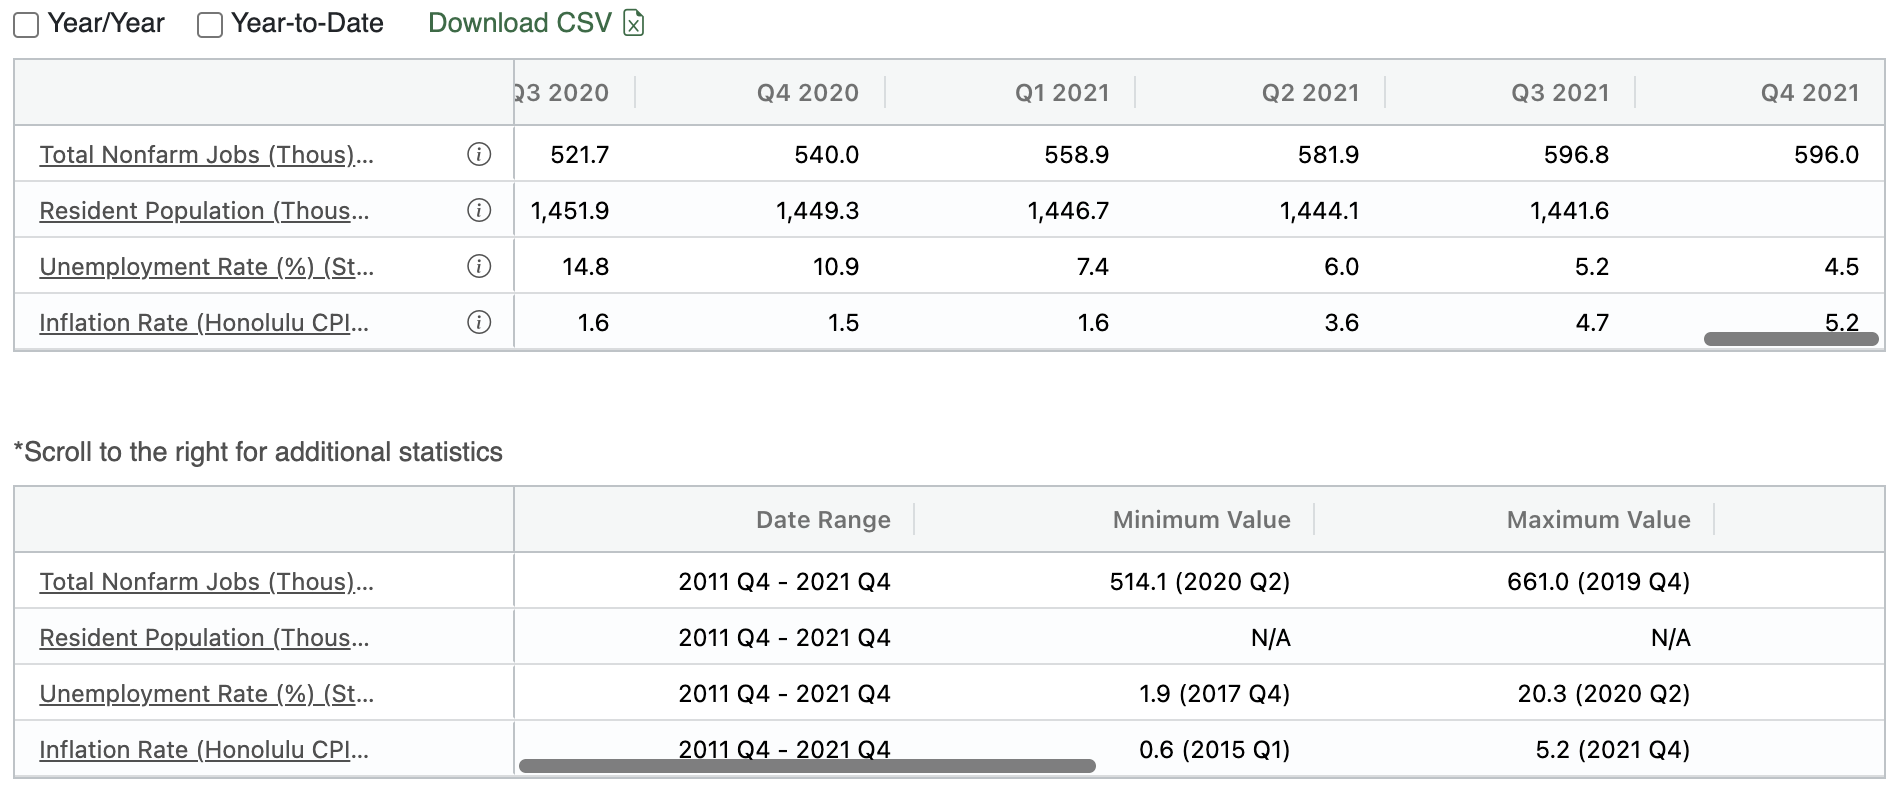 Year/Year Year-to-Date Download CSV
Q3 2020 Q4 2020 Q1 2021 Q2 2021 Q3 2021 Q4 2021
Total Nonfarm Jobs (Thous)... 521.7 540.0 558.9 581.9 596.8 596.0
Resident Population (Thous... 1,451.9 1,449.3 1,446.7 1,444.1 1,441.6
Unemployment Rate (%) (St... 14.8 10.9 7.4 6.0 5.2 4.5
Inflation Rate (Honolulu CPI... 1.6 1.5 1.6 3.6 4.7 5.2
*Scroll to the right for additional statistics
Date Range Minimum Value Maximum Value
Total Nonfarm Jobs (Thous)... 2011 Q4 - 2021 Q4 514.1 (2020 Q2) 661.0 (2019 Q4)
Resident Population (Thous... 2011 Q4 - 2021 Q4 N/A N/A
Unemployment Rate (%) (St... 2011 Q4 - 2021 Q4 1.9 (2017 Q4) 20.3 (2020 Q2)
Inflation Rate (Honolulu CPI... 2011 Q4 - 2021 Q4 0.6 (2015 Q1) 5.2 (2021 Q4)